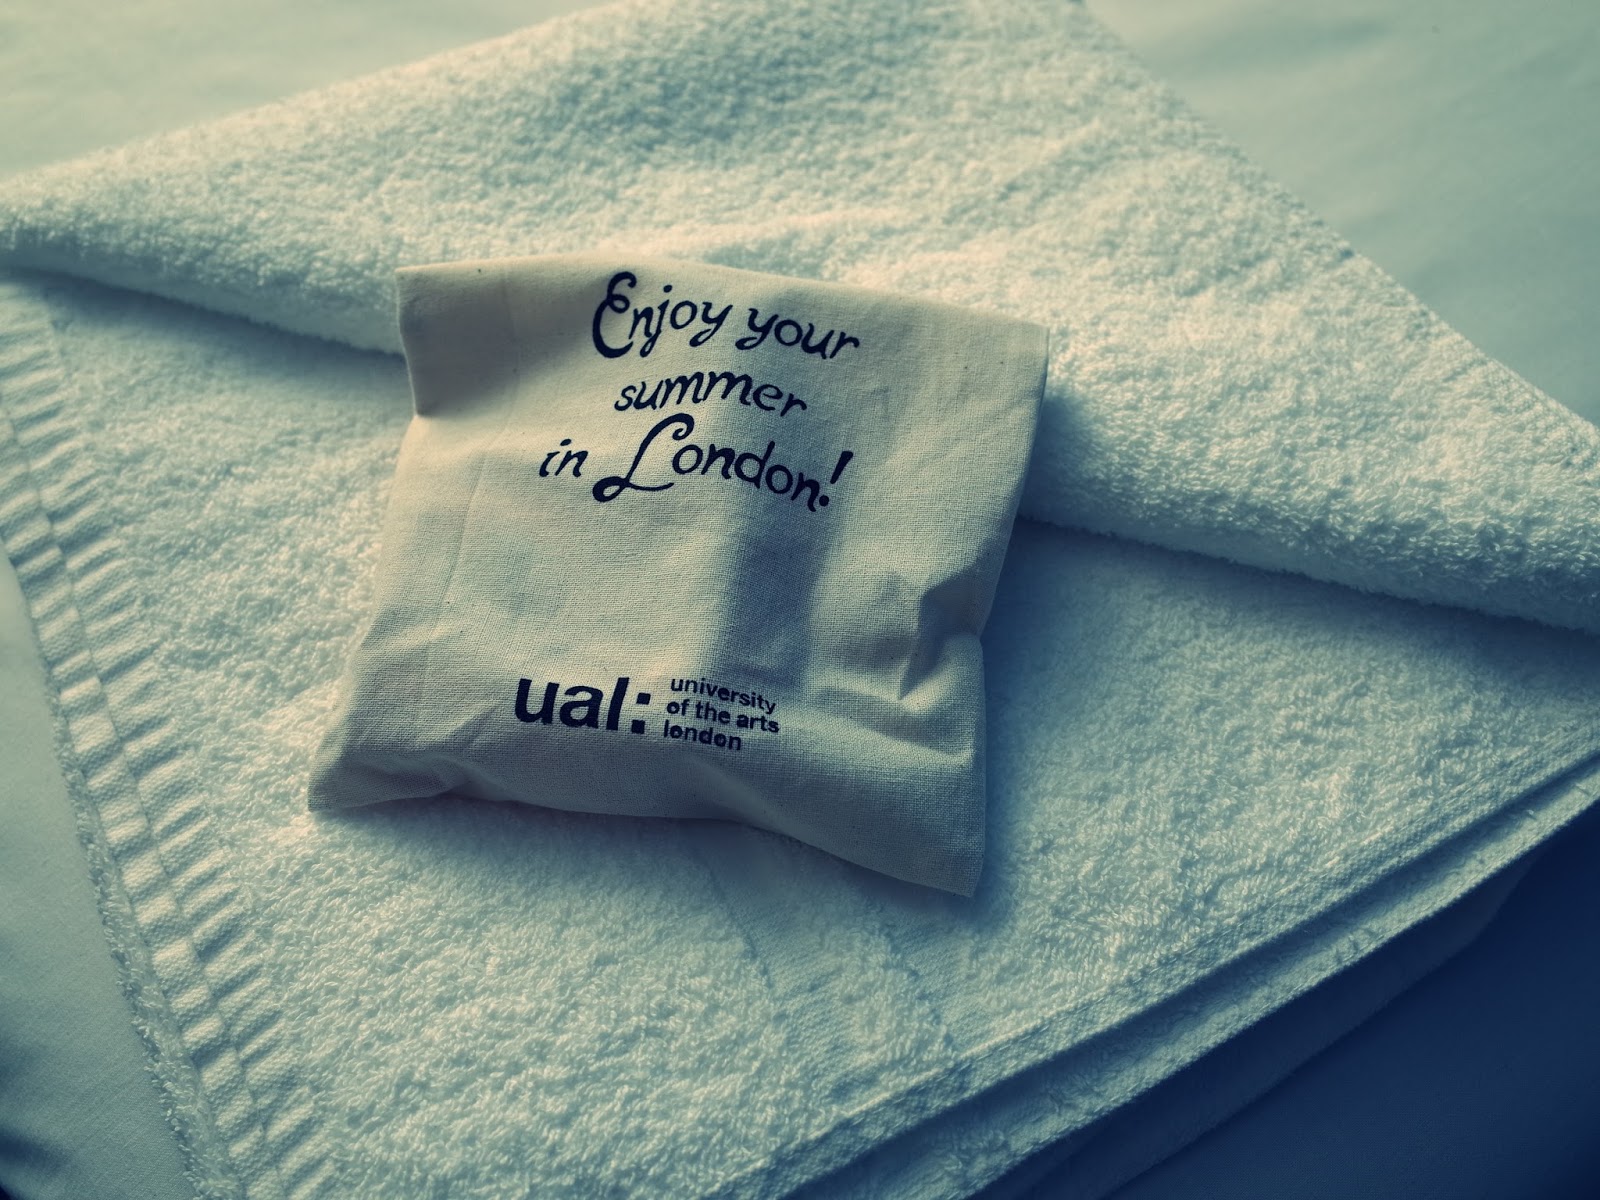 Enjoy your
summer
in London!
ual: university
of the arts
london